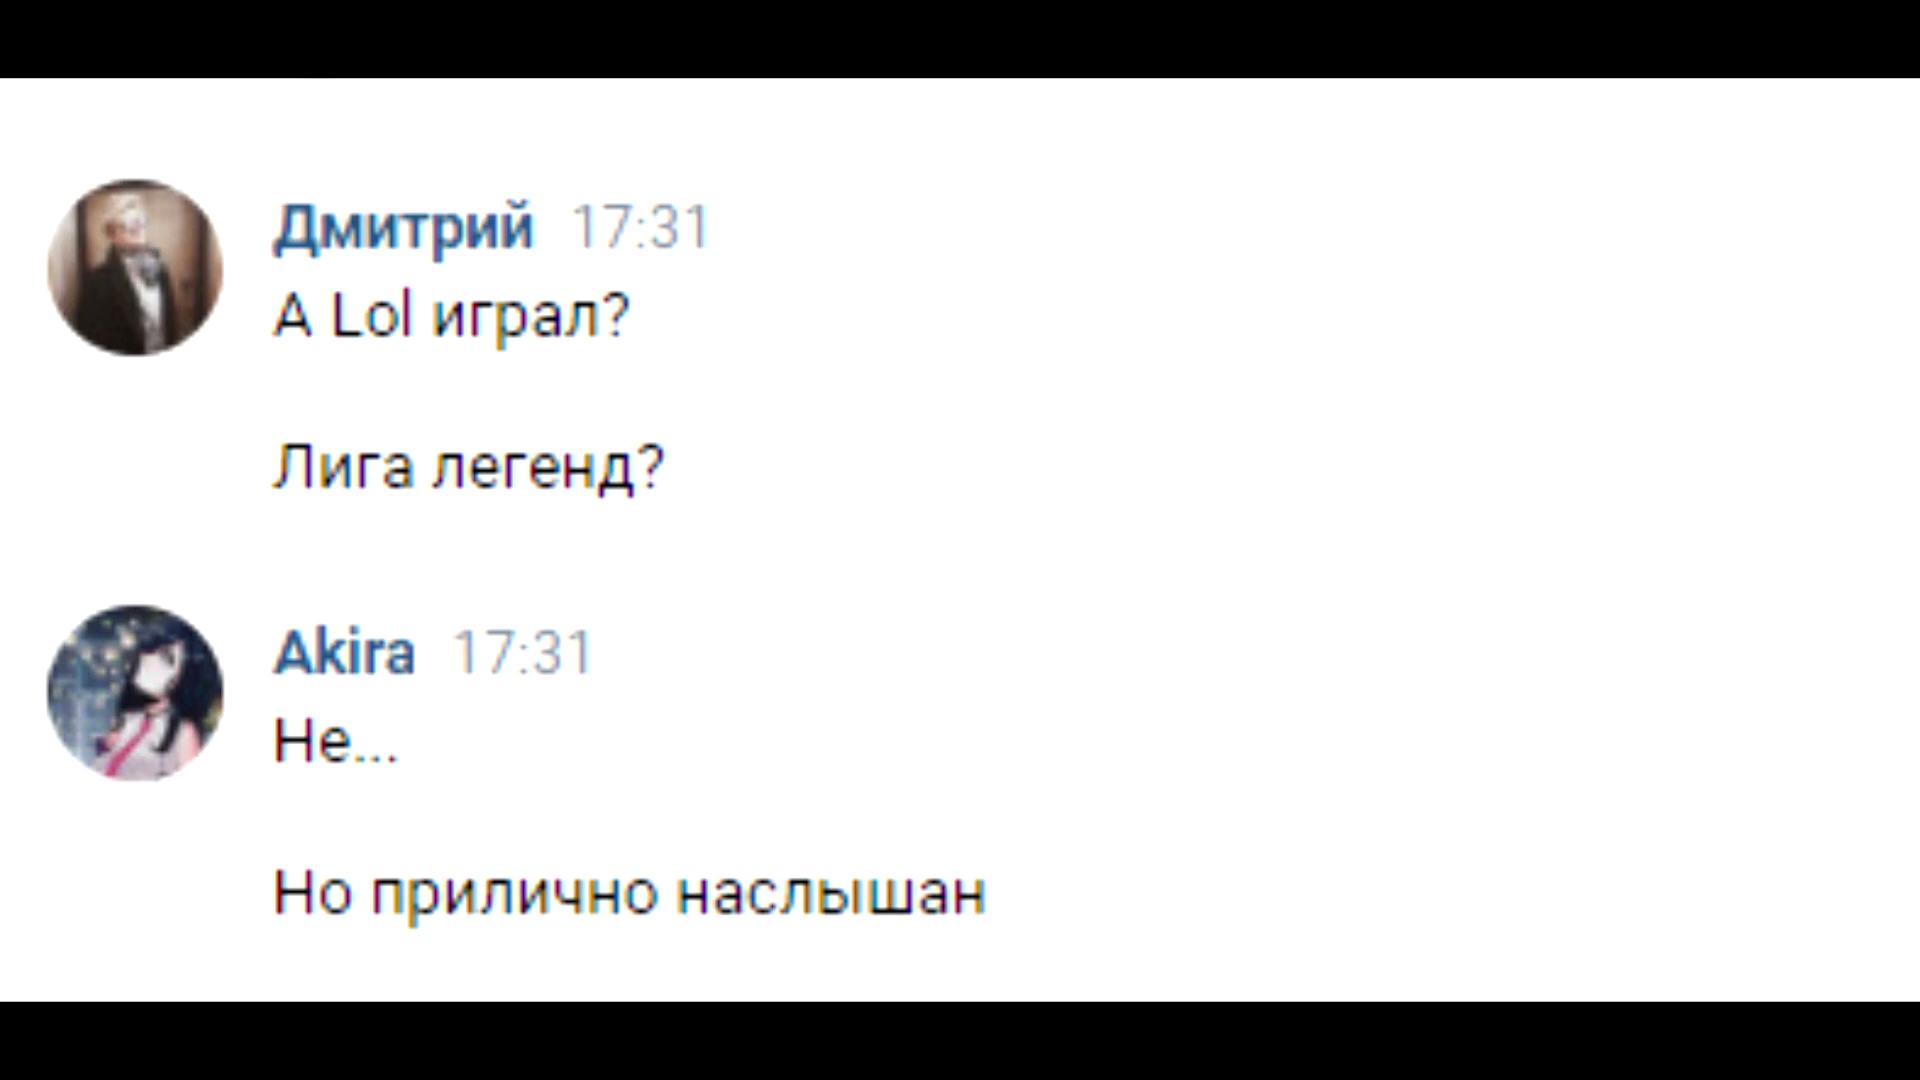 Дмитрий 17:31
А Lol играл?
Лига легенд?
Akira 17:31
Не...
Но прилично наслышан